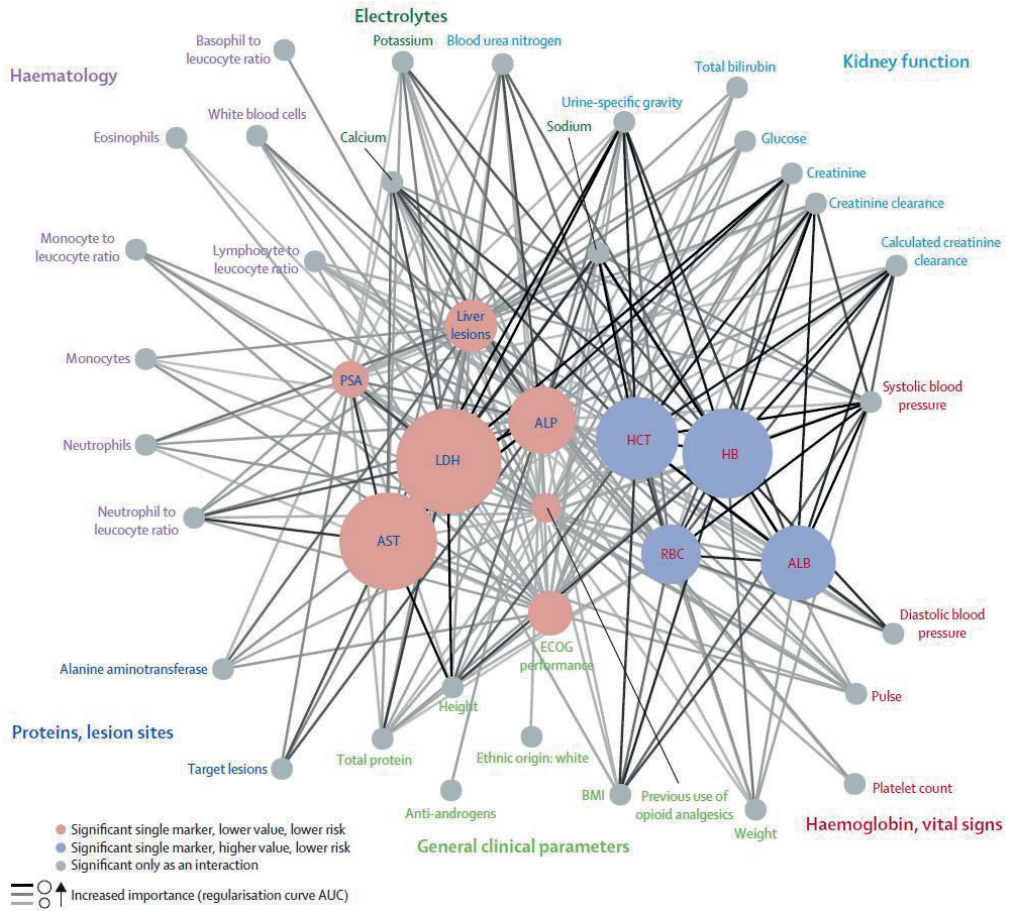 Electrolytes
Basophil to
leucocyte ratio
Potassium
Blood urea nitrogen
Haematology
Kidney function
Total bilirubin
Urine-specific gravity
White blood cells
Sodium
Eosinophils
Calcium
Glucose
Creatinine
Creatinine clearance
Monocyte to
leucocyte ratio
Lymphocyte to
leucocyte ratio
Calculated creatinine
clearance
Liver
lesions
Monocytes
PSA
Systolic blood
pressure
ALP
HCT
HB
LDH
Neutrophils
Neutrophil to
leucocyte ratio
AST
RBC
ALB
Diastolic blood
pressure
ECOG
performance
Alanine aminotransferase
Height
Pulse
Proteins, lesion sites
Target lesions
Total protein
Ethnic origin: white
Anti-androgens
BMI
Previous use of
opioid analgesics
Weight
Platelet count
Haemoglobin, vital signs
General clinical parameters
Significant single marker, lower value, lower risk
Significant single marker, higher value, lower risk
Significant only as an interaction
Increased importance (regularisation curve AUC)